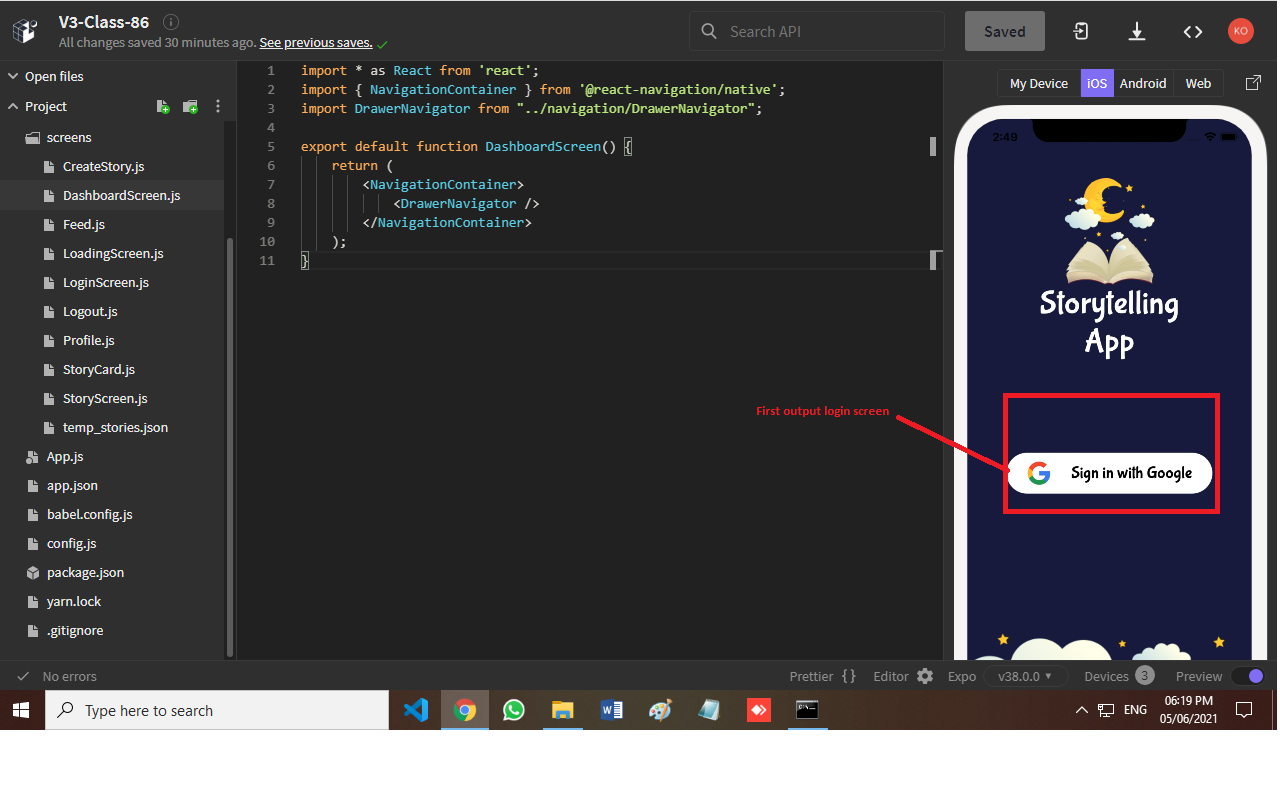 V3-Class-86
All changes saved 30 minutes ago. See previous saves.
Search API
Saved
KO
Open files
Project
screens
CreateStory.js
DashboardScreen.js
Feed.js
LoadingScreen.js
LoginScreen.js
Logout.js
Profile.js
StoryCard.js
StoryScreen.js
temp_stories.json
App.js
app.json
babel.config.js
config.js
package.json
yarn.lock
.gitignore
1 import * as React from 'react';
2 import { NavigationContainer } from '@react-navigation/native';
3 import DrawerNavigator from "../navigation/DrawerNavigator";
4
5 export default function DashboardScreen() {
6 return (
7 <NavigationContainer>
8 <DrawerNavigator />
9 </NavigationContainer>
10 );
11 }
First output login screen
My Device iOS Android Web
2:49
Storytelling
App
Sign in with Google
No errors
Prettier {} Editor Expo v38.0.0 Devices 3 Preview
Type here to search
ENG
06:19 PM
05/06/2021